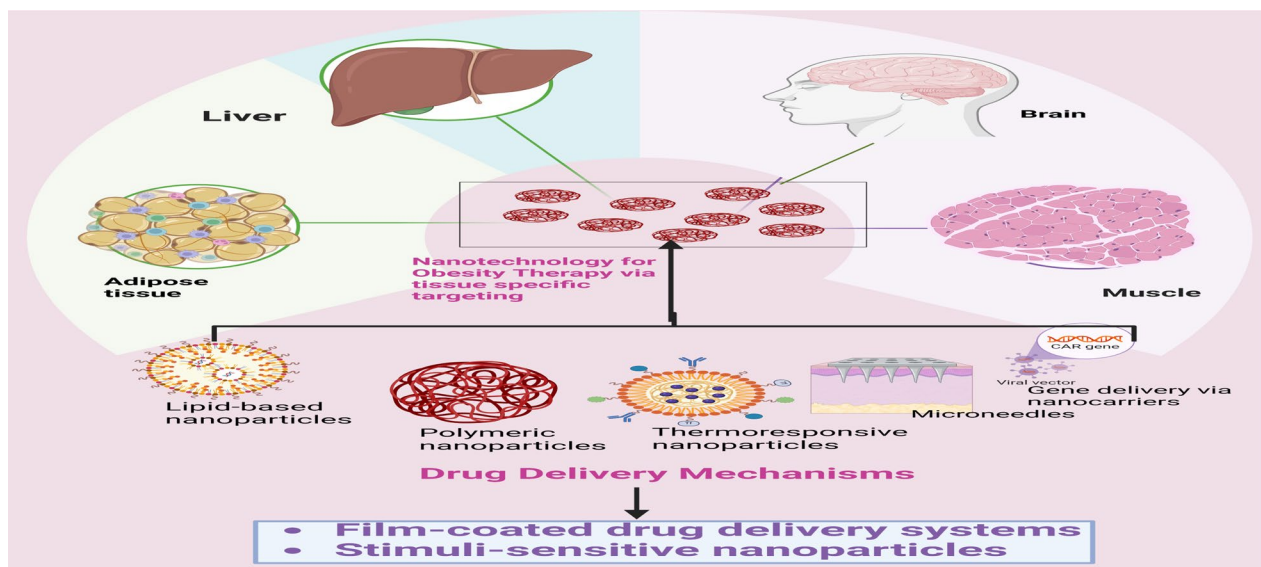 Liver
Brain
Adipose
tissue
Nanotechnology for
Obesity Therapy via
tissue specific
targeting
Muscle
CAR gene
Viral vector
Gene delivery via
nanocarriers
Lipid-based
nanoparticles
Polymeric
nanoparticles
Thermoresponsive
nanoparticles
Microneedles
Drug Delivery Mechanisms
• Film-coated drug delivery systems
• Stimuli-sensitive nanoparticles